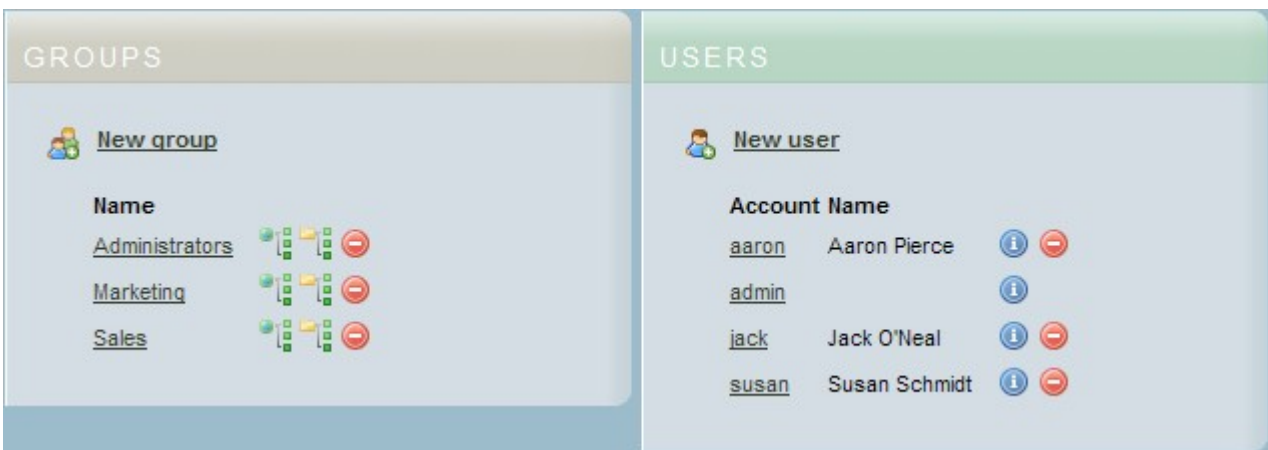 GROUPS
New group
Name
Administrators
Marketing
Sales
USERS
New user
Account Name
aaron Aaron Pierce
admin
jack Jack O'Neal
susan Susan Schmidt